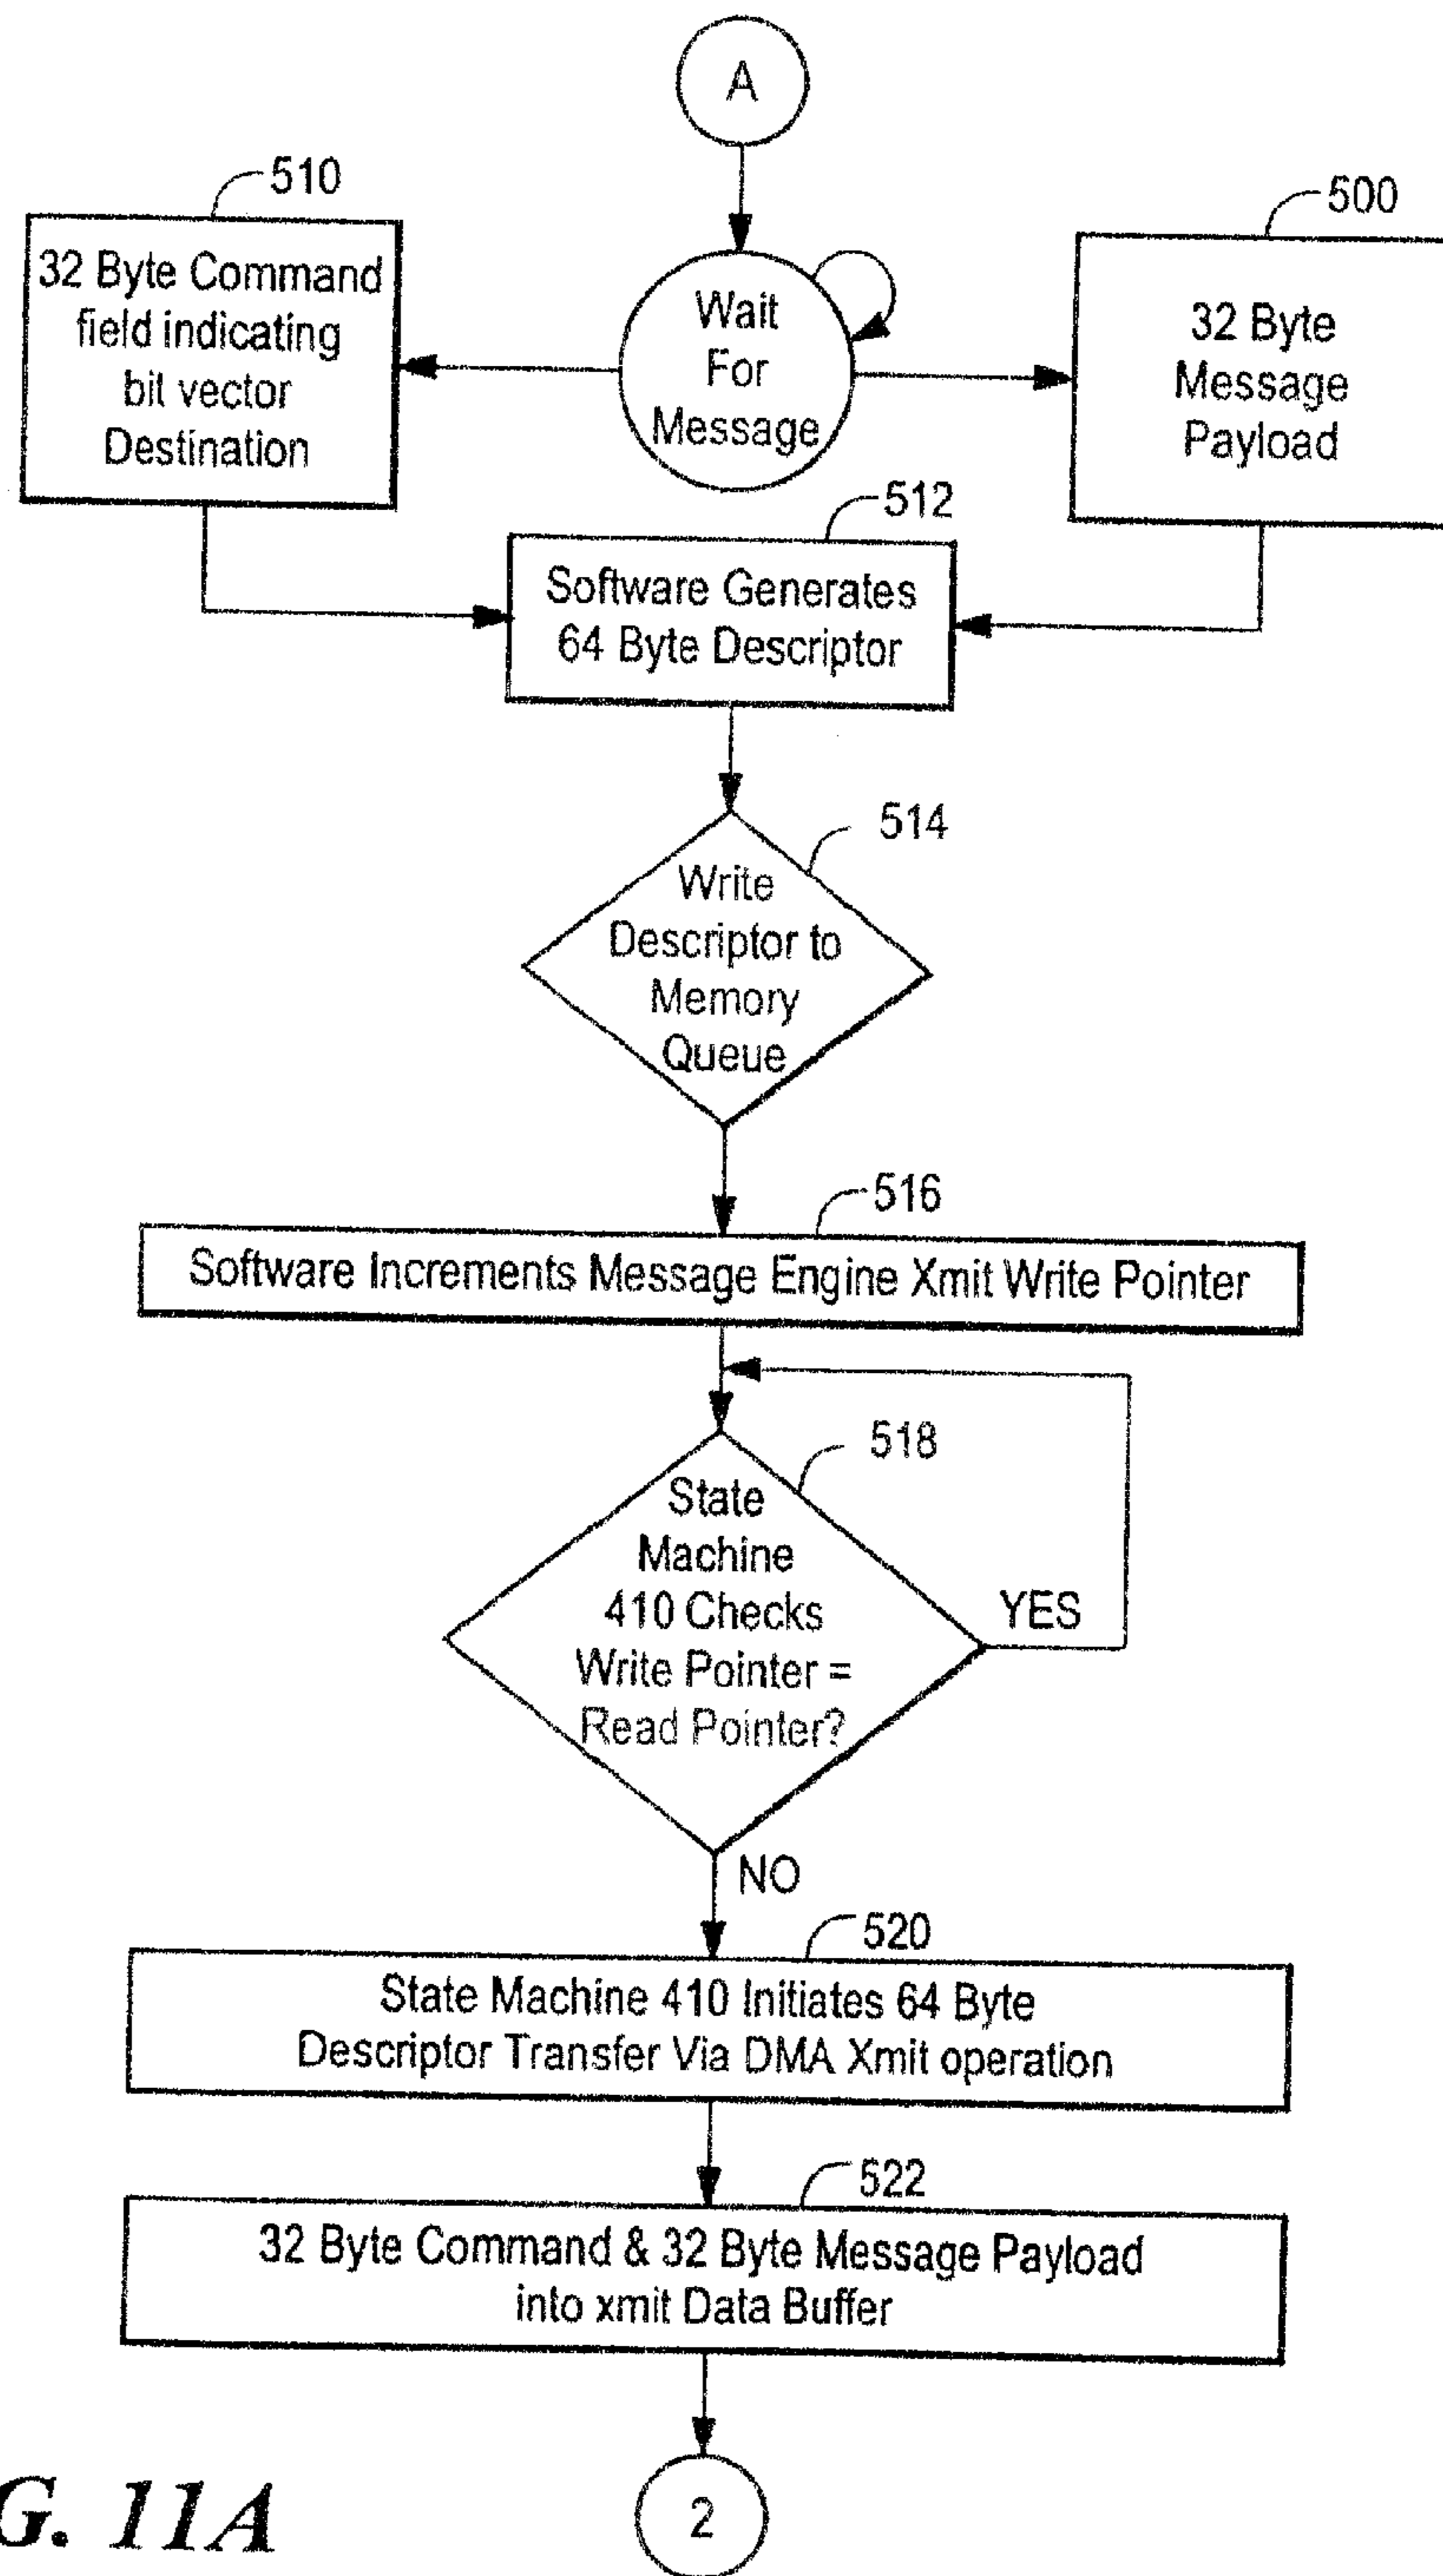 A
510
32 Byte Command
field indicating
bit vector
Destination
Wait
For
Message
500
32 Byte
Message
Payload
512
Software Generates
64 Byte Descriptor
514
Write
Descriptor to
Memory
Queue
516
Software Increments Message Engine Xmit Write Pointer
518
State
Machine
410 Checks
Write Pointer =
Read Pointer?
YES
NO
520
State Machine 410 Initiates 64 Byte
Descriptor Transfer Via DMA Xmit operation
522
32 Byte Command & 32 Byte Message Payload
into xmit Data Buffer
2
G. 11A